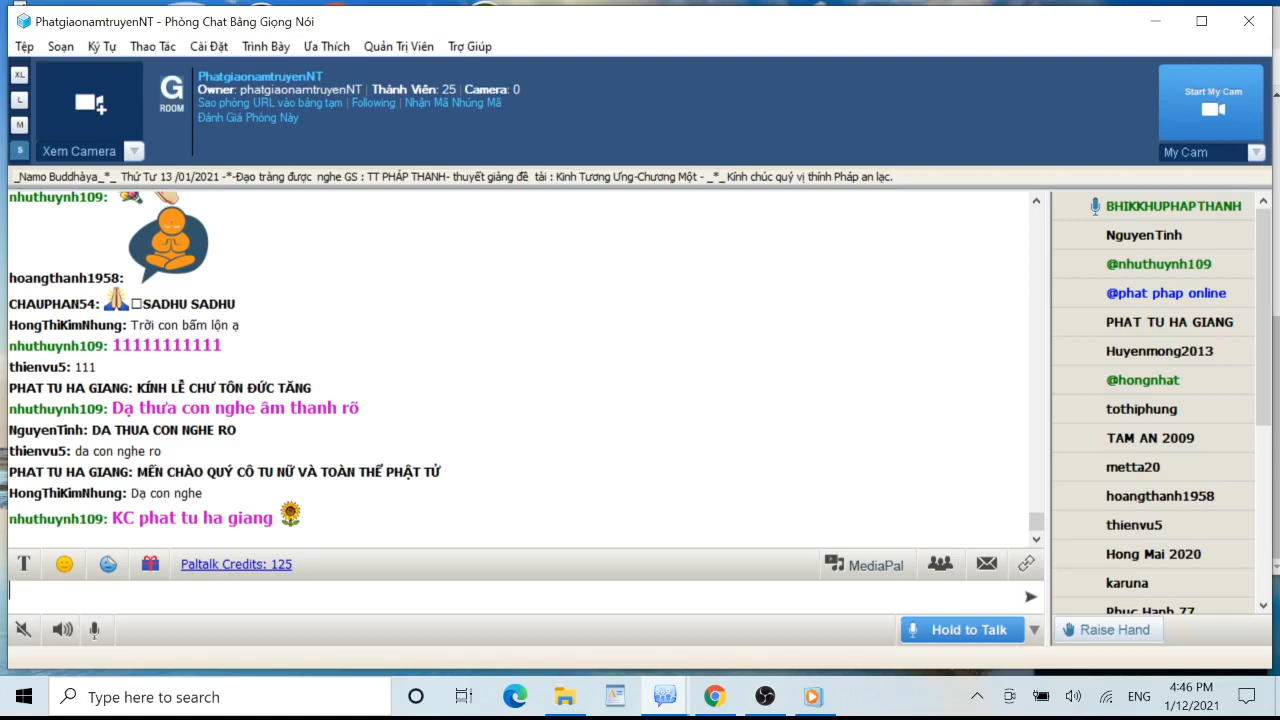 PhatgiaonamtruyenNT - Phòng Chat Bằng Giọng Nói
Tệp Soạn Ký Tự Thao Tác Cài Đặt Trình Bày Ưa Thích Quản Trị Viên Trợ Giúp
XL
L
M
S
Xem Camera
G
ROOM
PhatgiaonamtruyenNT
Owner: phatgiaonamtruyenNT | Thành Viên: 25 | Camera: 0
Sao phòng URL vào bảng tạm | Following | Nhận Mã Nhúng Mã
Đánh Giá Phòng Này
Start My Cam
My Cam
_Namo Buddhàya_*_ Thứ Tư 13 /01/2021 -*-Đạo tràng được nghe GS : TT PHÁP THANH- thuyết giảng đề tài : Kinh Tương Ưng-Chương Một - _*_Kính chúc quý vị thính Pháp an lạc.
nhuthuynh109:
hoangthanh1958:
CHAUPHAN54: □SADHU SADHU
HongThiKimNhung: Trời con bấm lộn ạ
nhuthuynh109: 11111111111
thienvu5: 111
PHAT TU HA GIANG: KÍNH LỄ CHƯ TÔN ĐỨC TĂNG
nhuthuynh109: Dạ thưa con nghe âm thanh rõ
NguyenTinh: DA THUA CON NGHE RO
thienvu5: da con nghe ro
PHAT TU HA GIANG: MẾN CHÀO QUÝ CÔ TU NỮ VÀ TOÀN THỂ PHẬT TỬ
HongThiKimNhung: Dạ con nghe
nhuthuynh109: KC phat tu ha giang
BHIKKHUPHAPTHANH
NguyenTinh
@nhuthuynh109
@phat phap online
PHAT TU HA GIANG
Huyenmong2013
@hongnhat
tothiphung
TAM AN 2009
metta20
hoangthanh1958
thienvu5
Hong Mai 2020
karuna
Phuc Hanh 77
T Paltalk Credits: 125 MediaPal
Hold to Talk
Raise Hand
Type here to search
ENG
4:46 PM
1/12/2021